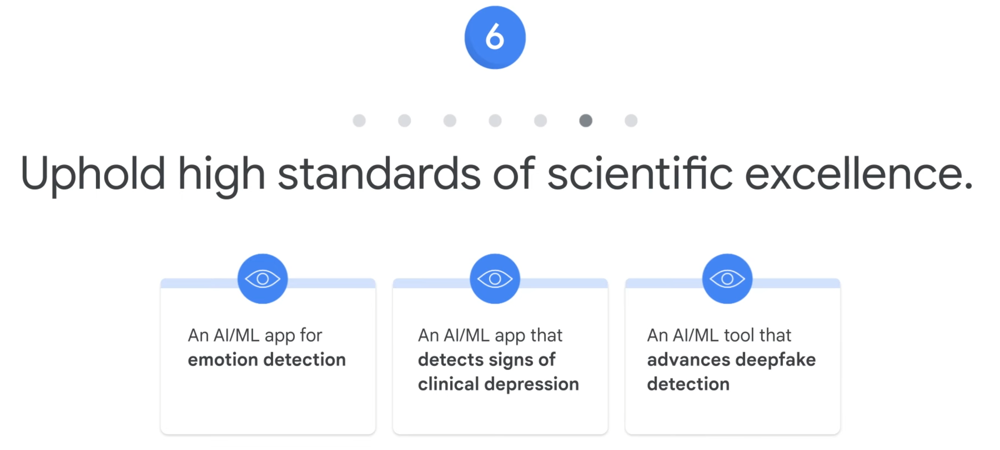 6
Uphold high standards of scientific excellence.
An AI/ML app for
emotion detection
An AI/ML app that
detects signs of
clinical depression
An AI/ML tool that
advances deepfake
detection